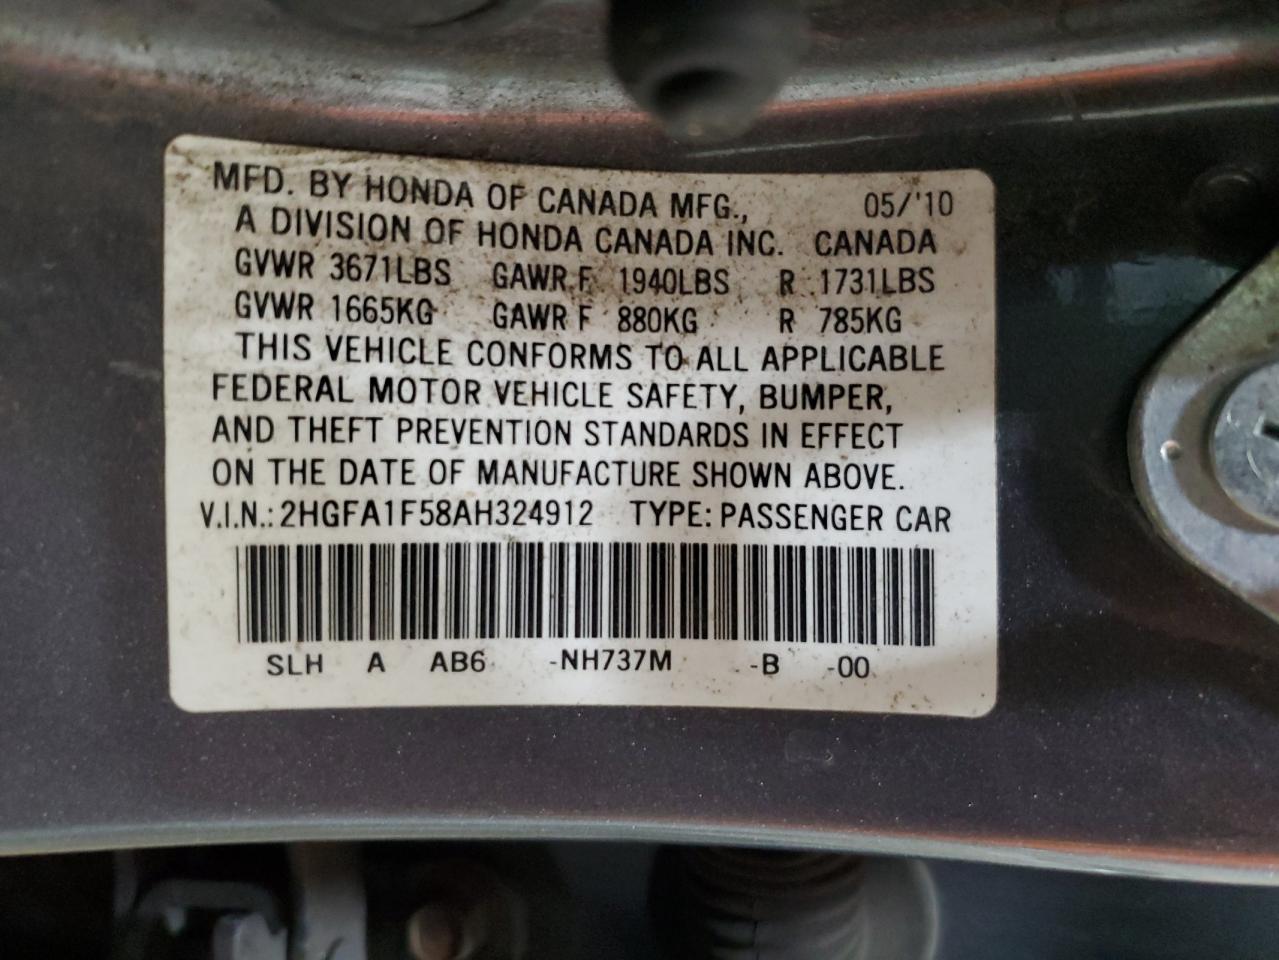 MFD. BY HONDA OF CANADA MFG., 05/'10
A DIVISION OF HONDA CANADA INC. CANADA
GVWR 3671LBS GAWR F 1940LBS R 1731LBS
GVWR 1665KG GAWR F 880KG R 785KG
THIS VEHICLE CONFORMS TO ALL APPLICABLE
FEDERAL MOTOR VEHICLE SAFETY, BUMPER,
AND THEFT PREVENTION STANDARDS IN EFFECT
ON THE DATE OF MANUFACTURE SHOWN ABOVE.
V.I.N.: 2HGFA1F58AH324912 TYPE: PASSENGER CAR
SLH A AB6 -NH737M -B -00